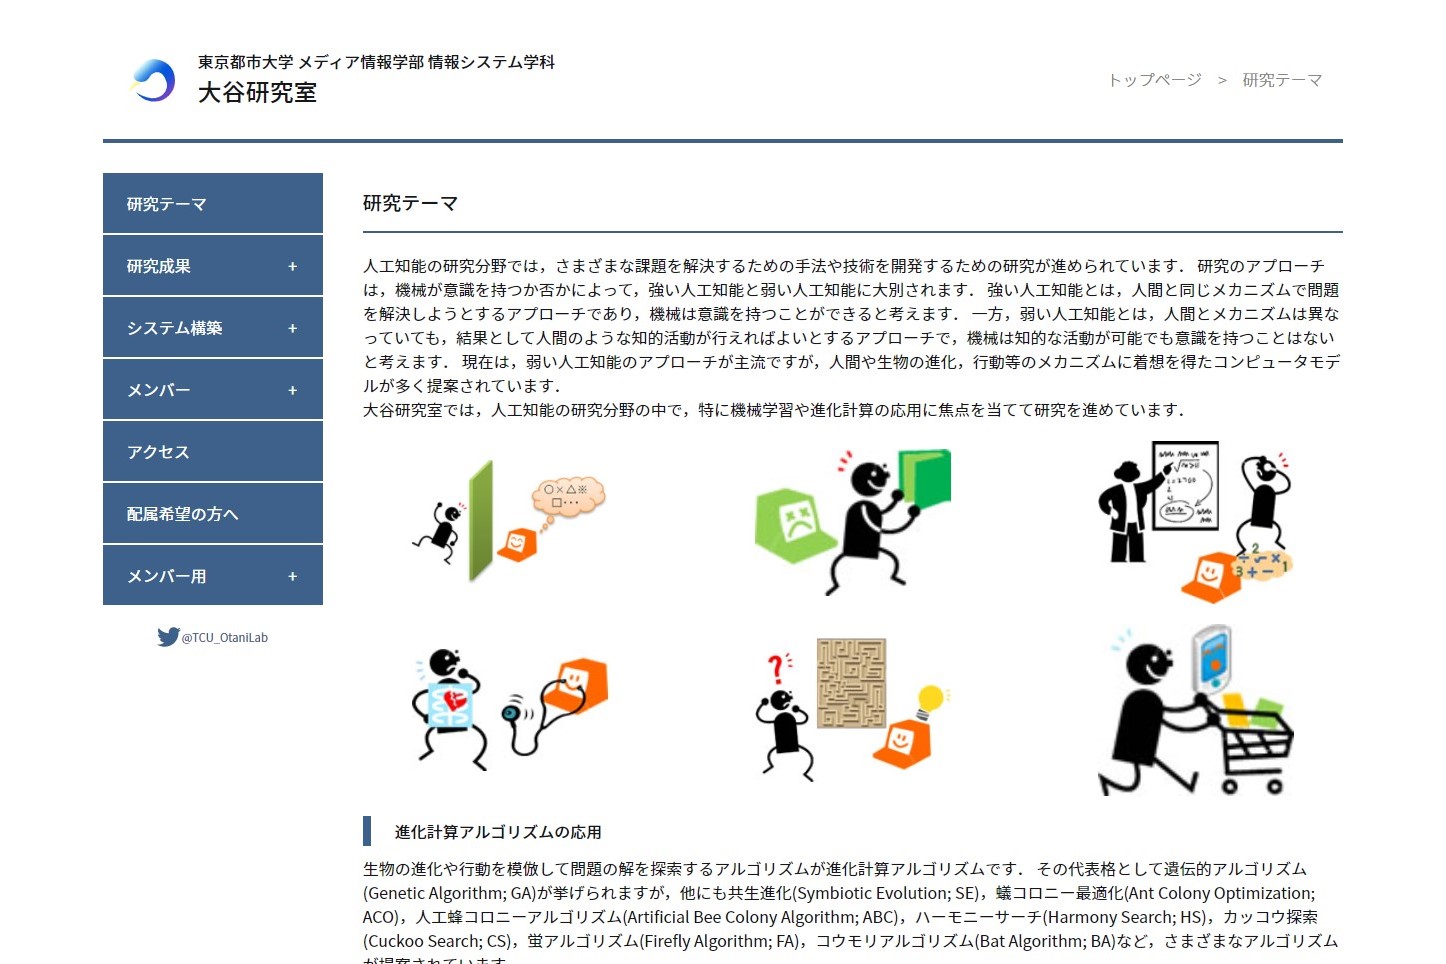 東京都市大学 メディア情報学部 情報システム学科
大谷研究室
トップページ > 研究テーマ
研究テーマ
研究成果 +
システム構築 +
メンバー +
アクセス
配属希望の方へ
メンバー用 +
@TCU_OtaniLab
研究テーマ
人工知能の研究分野では，さまざまな課題を解決するための手法や技術を開発するための研究が進められています． 研究のアプローチ
は，機械が意識を持つか否かによって，強い人工知能と弱い人工知能に大別されます． 強い人工知能とは，人間と同じメカニズムで問題
を解決しようとするアプローチであり，機械は意識を持つことができると考えます． 一方，弱い人工知能とは，人間とメカニズムは異な
っていても，結果として人間のような知的活動が行えればよいとするアプローチで，機械は知的な活動が可能でも意識を持つことはない
と考えます． 現在は，弱い人工知能のアプローチが主流ですが，人間や生物の進化，行動等のメカニズムに着想を得たコンピュータモデ
ルが多く提案されています．
大谷研究室では，人工知能の研究分野の中で，特に機械学習や進化計算の応用に焦点を当てて研究を進めています．
○×△※
□・・・
進化計算アルゴリズムの応用
生物の進化や行動を模倣して問題の解を探索するアルゴリズムが進化計算アルゴリズムです． その代表格として遺伝的アルゴリズム
(Genetic Algorithm; GA)が挙げられますが，他にも共生進化(Symbiotic Evolution; SE)，蟻コロニー最適化(Ant Colony Optimization;
ACO)，人工蜂コロニーアルゴリズム(Artificial Bee Colony Algorithm; ABC)，ハーモニーサーチ(Harmony Search; HS)，カッコウ探索
(Cuckoo Search; CS)，蛍アルゴリズム(Firefly Algorithm; FA)，コウモリアルゴリズム(Bat Algorithm; BA)など，さまざまなアルゴリズム
が提案されています．